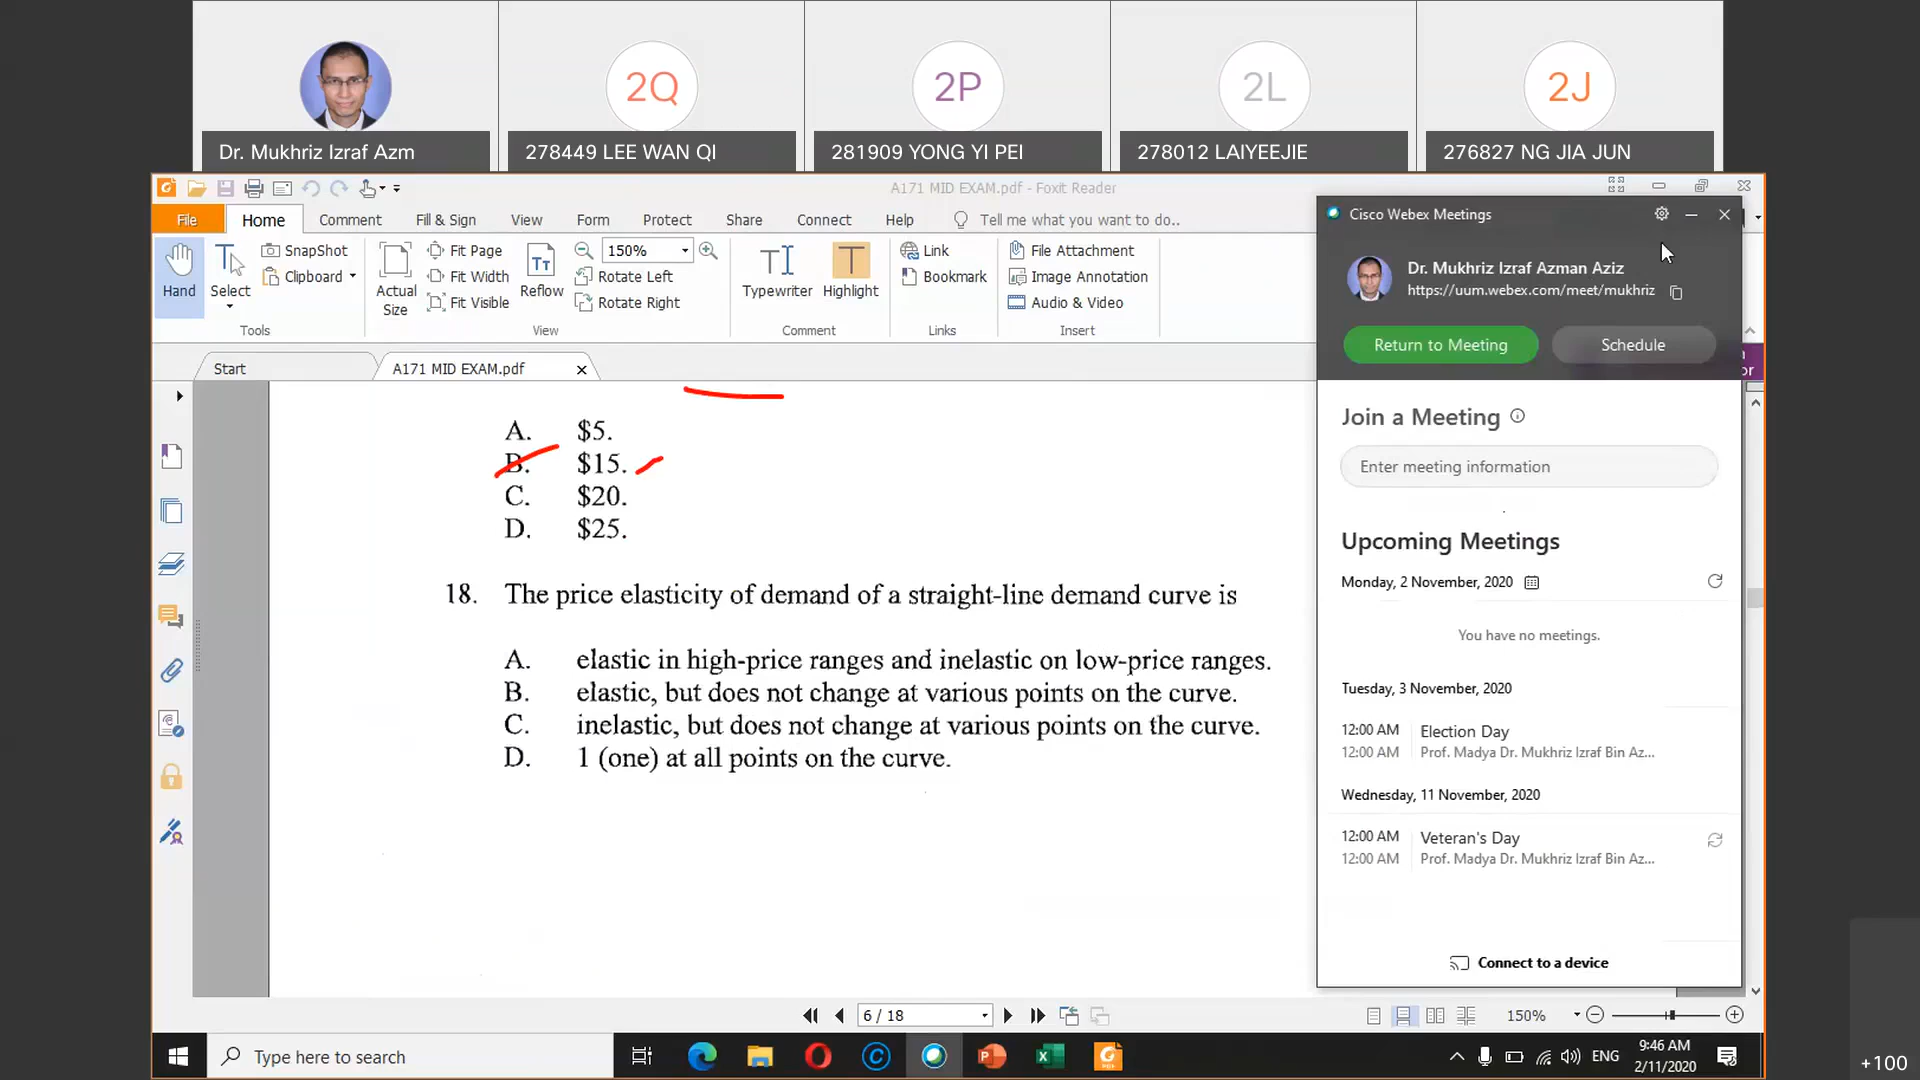 2Q
2P
2L
2J
Dr. Mukhriz Izraf Azm
278449 LEE WAN QI
281909 YONG YI PEI
278012 LAIYEEJIE
276827 NG JIA JUN
A171 MID EXAM.pdf - Foxit Reader
File
Home
Comment
Fill & Sign
View
Form
Protect
Share
Connect
Help
Tell me what you want to do..
Hand
Select
SnapShot
Clipboard
Tools
Actual
Size
Fit Page
Fit Width
Fit Visible
Reflow
150%
Rotate Left
Rotate Right
View
Typewriter
Highlight
Comment
Link
Bookmark
Links
File Attachment
Image Annotation
Audio & Video
Insert
Start
A171 MID EXAM.pdf
or
A. $5.
B. $15.
C. $20.
D. $25.
18. The price elasticity of demand of a straight-line demand curve is
A. elastic in high-price ranges and inelastic on low-price ranges.
B. elastic, but does not change at various points on the curve.
C. inelastic, but does not change at various points on the curve.
D. 1 (one) at all points on the curve.
Cisco Webex Meetings
Dr. Mukhriz Izraf Azman Aziz
https://uum.webex.com/meet/mukhriz
Return to Meeting
Schedule
Join a Meeting
Enter meeting information
Upcoming Meetings
Monday, 2 November, 2020
You have no meetings.
Tuesday, 3 November, 2020
12:00 AM Election Day
12:00 AM Prof. Madya Dr. Mukhriz Izraf Bin Az...
Wednesday, 11 November, 2020
12:00 AM Veteran's Day
12:00 AM Prof. Madya Dr. Mukhriz Izraf Bin Az...
Connect to a device
6 / 18
150%
Type here to search
ENG
9:46 AM
2/11/2020
+100